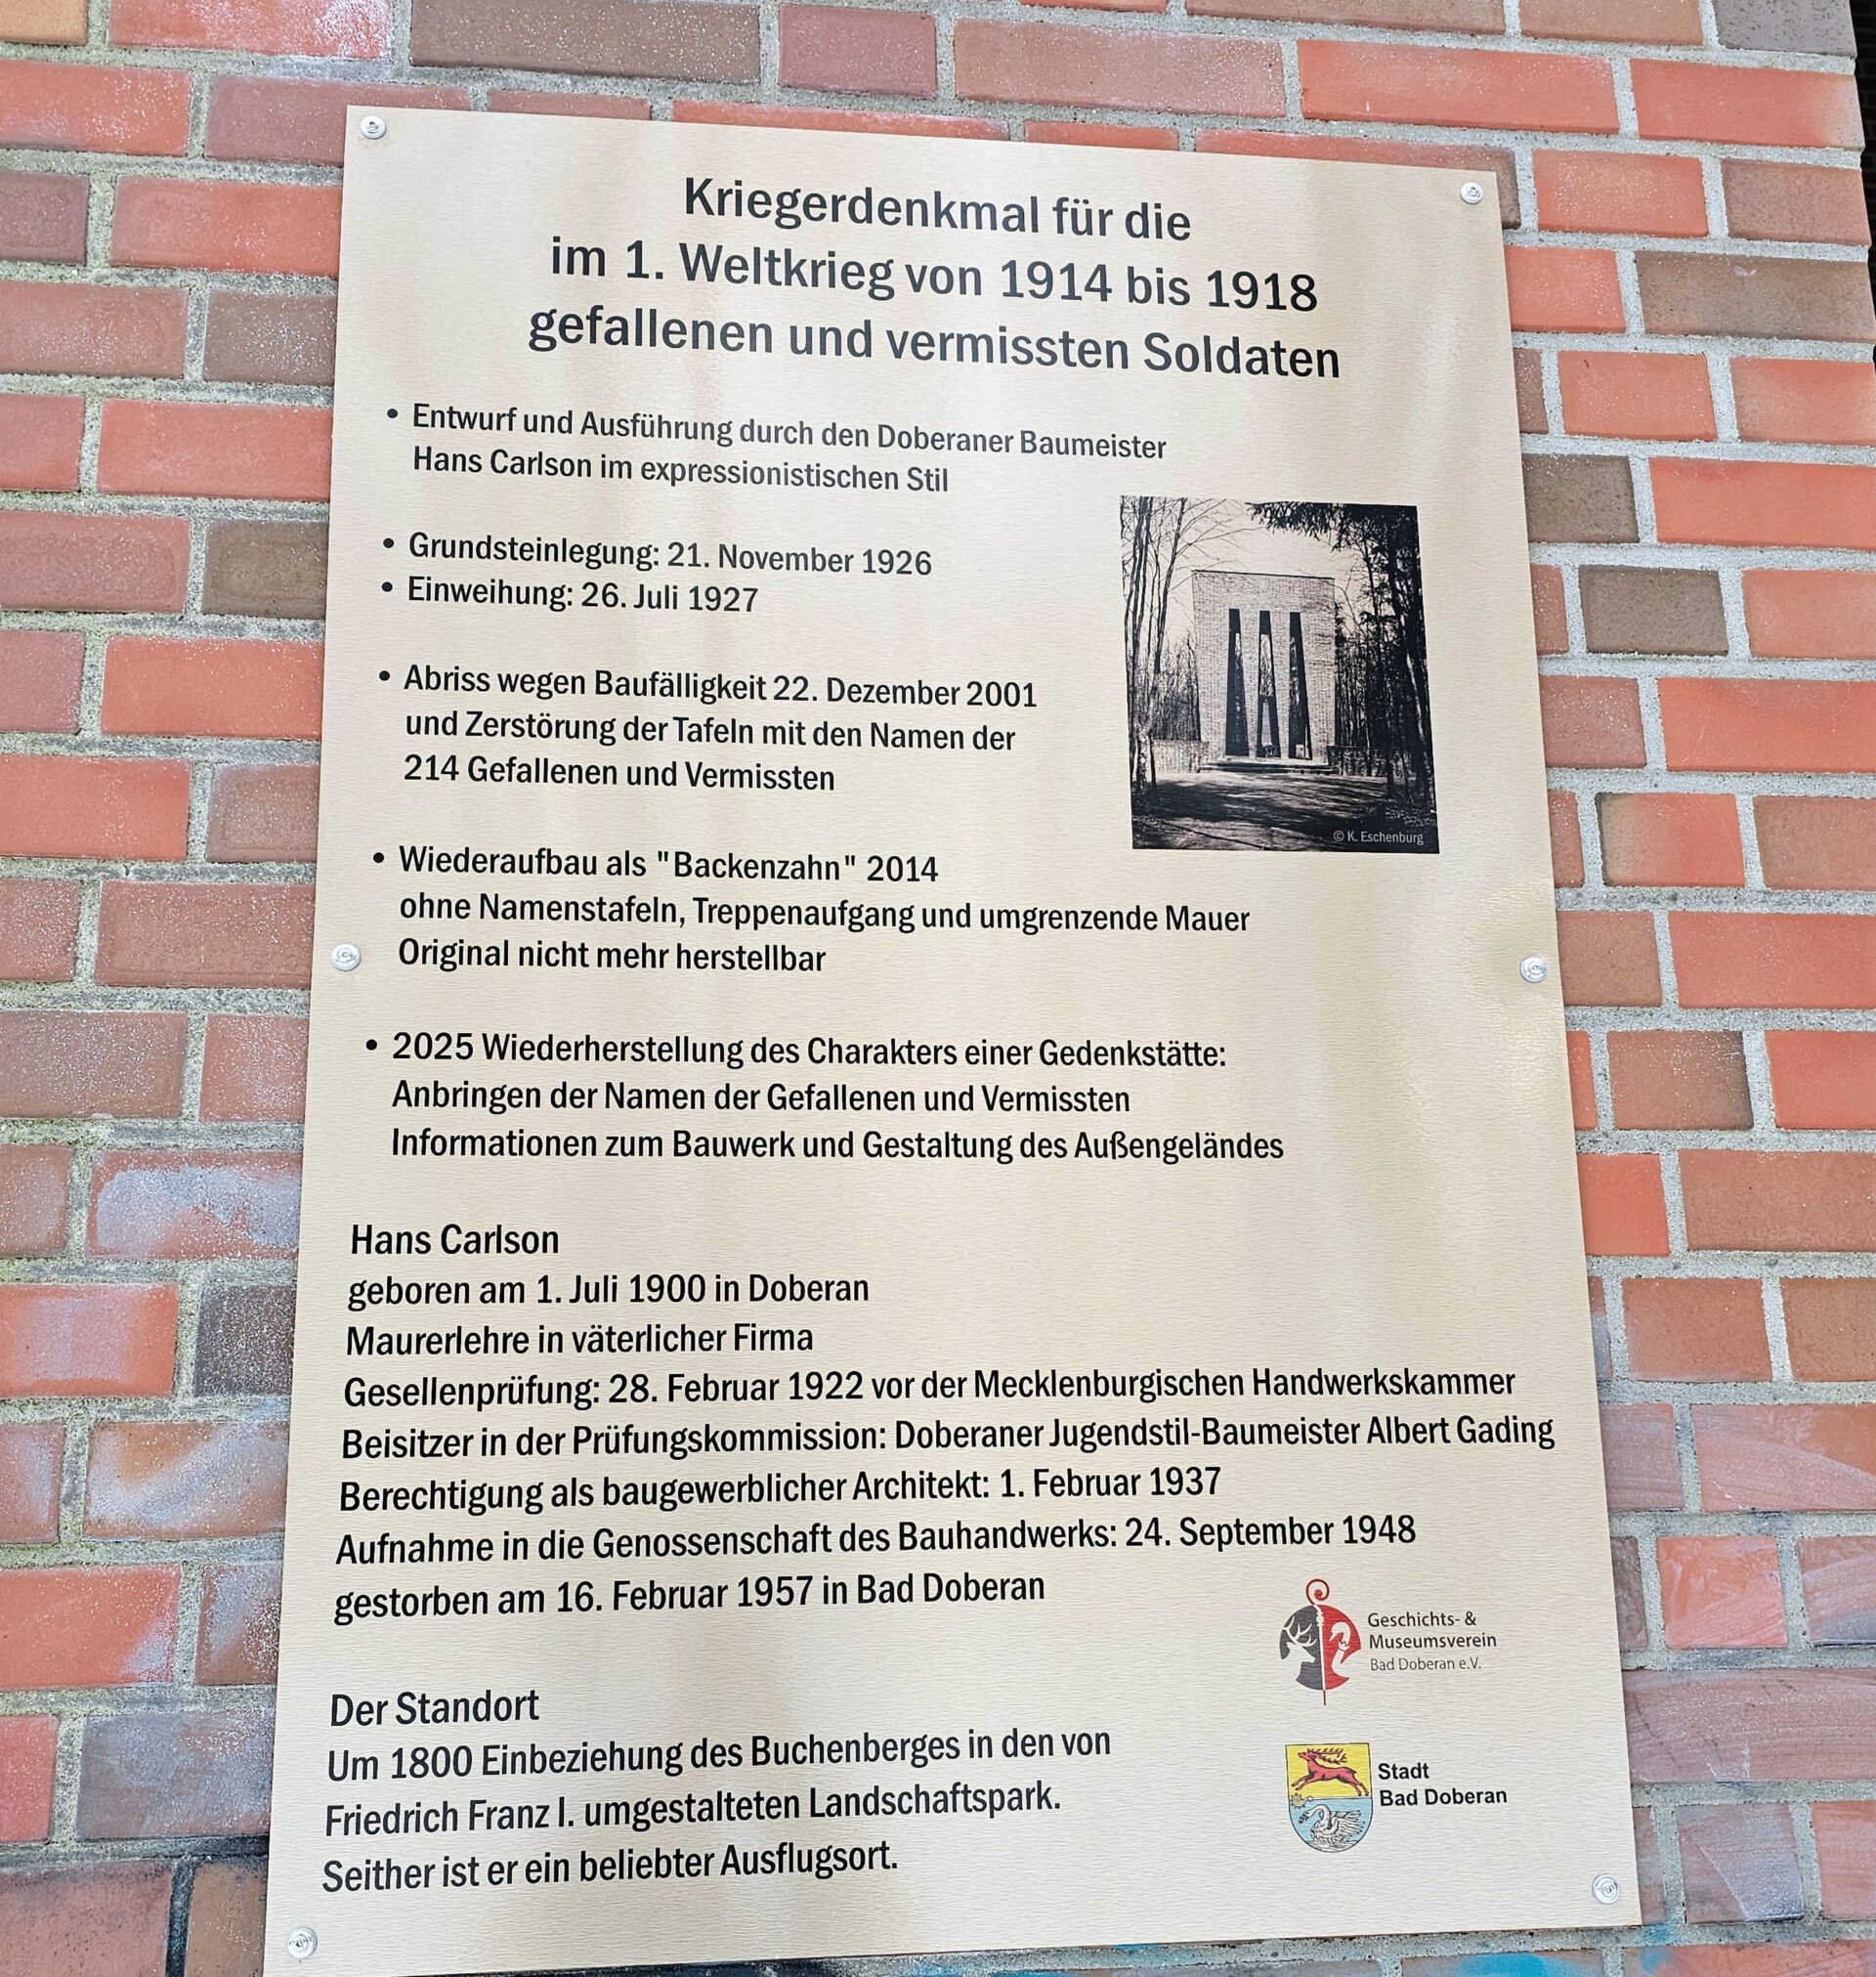 Kriegerdenkmal für die
im 1. Weltkrieg von 1914 bis 1918
gefallenen und vermissten Soldaten
• Entwurf und Ausführung durch den Doberaner Baumeister
Hans Carlson im expressionistischen Stil
• Grundsteinlegung: 21. November 1926
• Einweihung: 26. Juli 1927
• Abriss wegen Baufälligkeit 22. Dezember 2001
und Zerstörung der Tafeln mit den Namen der
214 Gefallenen und Vermissten
© K. Eschenburg
• Wiederaufbau als "Backenzahn" 2014
ohne Namenstafeln, Treppenaufgang und umgrenzende Mauer
Original nicht mehr herstellbar
• 2025 Wiederherstellung des Charakters einer Gedenkstätte:
Anbringen der Namen der Gefallenen und Vermissten
Informationen zum Bauwerk und Gestaltung des Außengeländes
Hans Carlson
geboren am 1. Juli 1900 in Doberan
Maurerlehre in väterlicher Firma
Gesellenprüfung: 28. Februar 1922 vor der Mecklenburgischen Handwerkskammer
Beisitzer in der Prüfungskommission: Doberaner Jugendstil-Baumeister Albert Gading
Berechtigung als baugewerblicher Architekt: 1. Februar 1937
Aufnahme in die Genossenschaft des Bauhandwerks: 24. September 1948
gestorben am 16. Februar 1957 in Bad Doberan
Geschichts- &
Museumsverein
Bad Doberan e.V.
Der Standort
Um 1800 Einbeziehung des Buchenberges in den von
Friedrich Franz I. umgestalteten Landschaftspark.
Seither ist er ein beliebter Ausflugsort.
Stadt
Bad Doberan